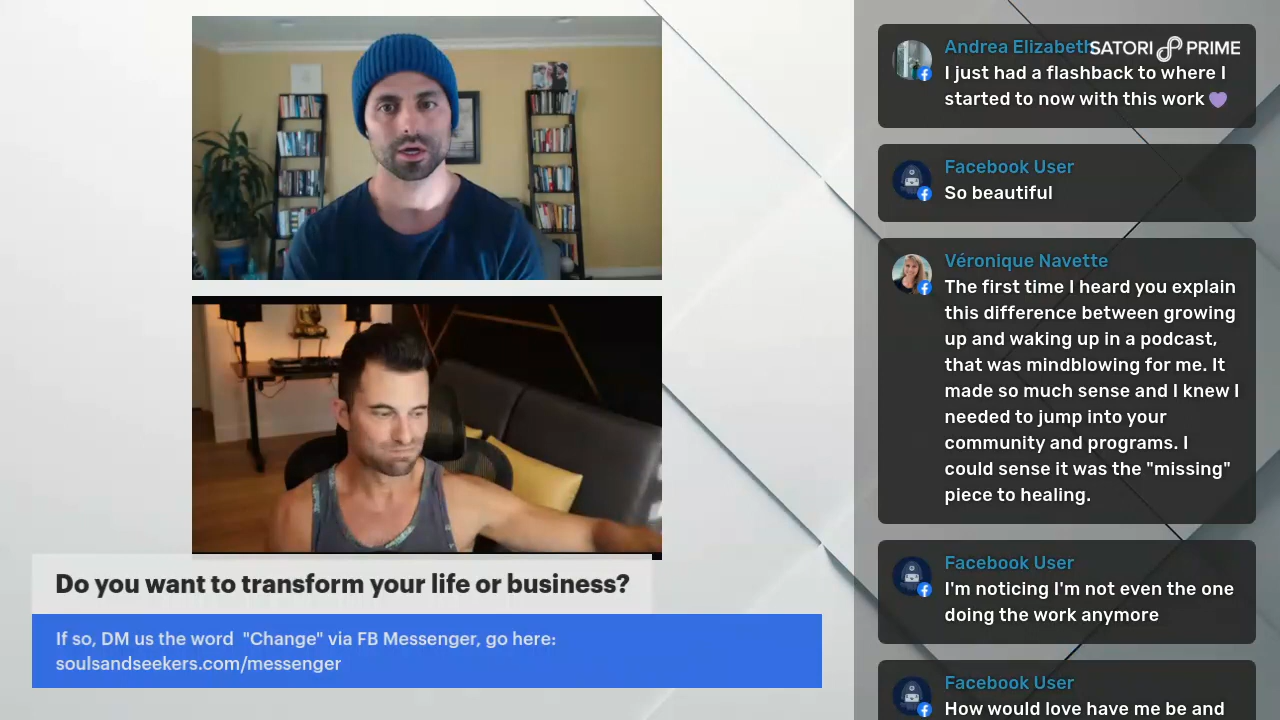 Andrea Elizabeth
SATORI PRIME
I just had a flashback to where I
started to now with this work 💜
Facebook User
So beautiful
Véronique Navette
The first time I heard you explain
this difference between growing
up and waking up in a podcast,
that was mindblowing for me. It
made so much sense and I knew I
needed to jump into your
community and programs. I
could sense it was the "missing"
piece to healing.
Facebook User
I'm noticing I'm not even the one
doing the work anymore
Facebook User
How would love have me be and
Do you want to transform your life or business?
If so, DM us the word "Change" via FB Messenger, go here:
soulsandseekers.com/messenger